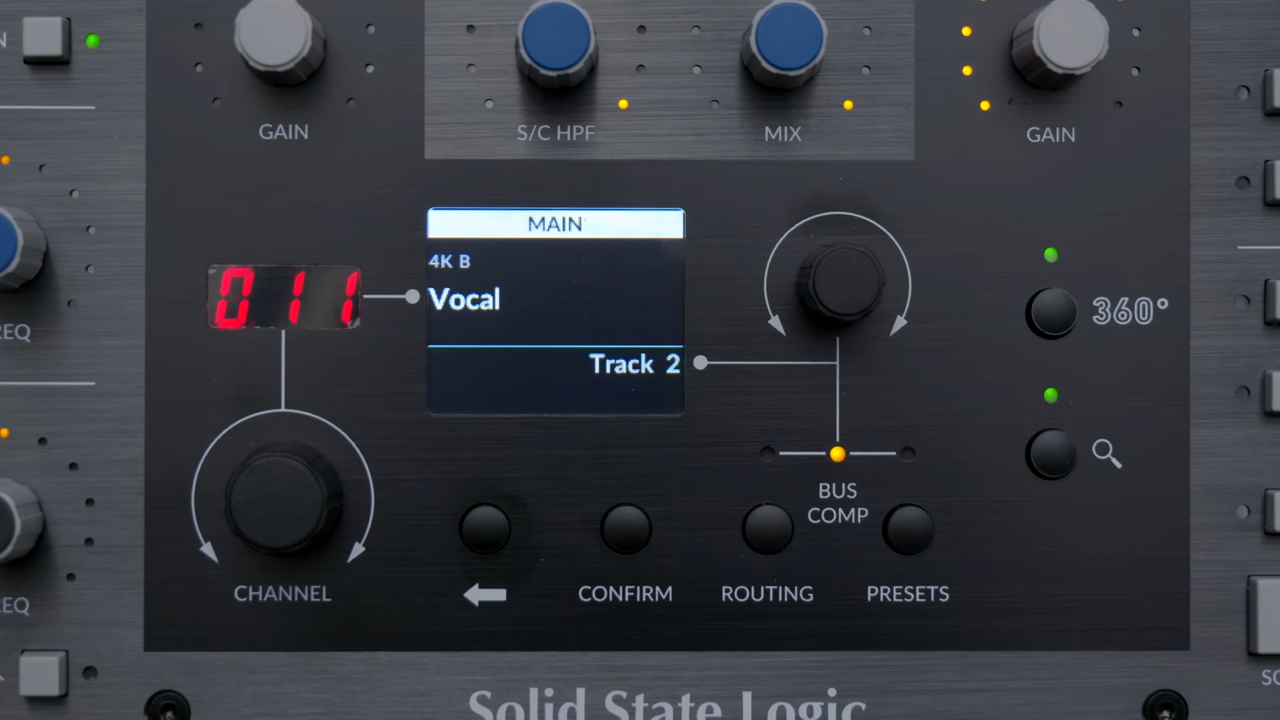 GAIN
S/C HPF
MIX
GAIN
MAIN
4K B
Vocal
011
Track 2
360°
BUS
COMP
CHANNEL
CONFIRM
ROUTING
PRESETS
Solid State Logic